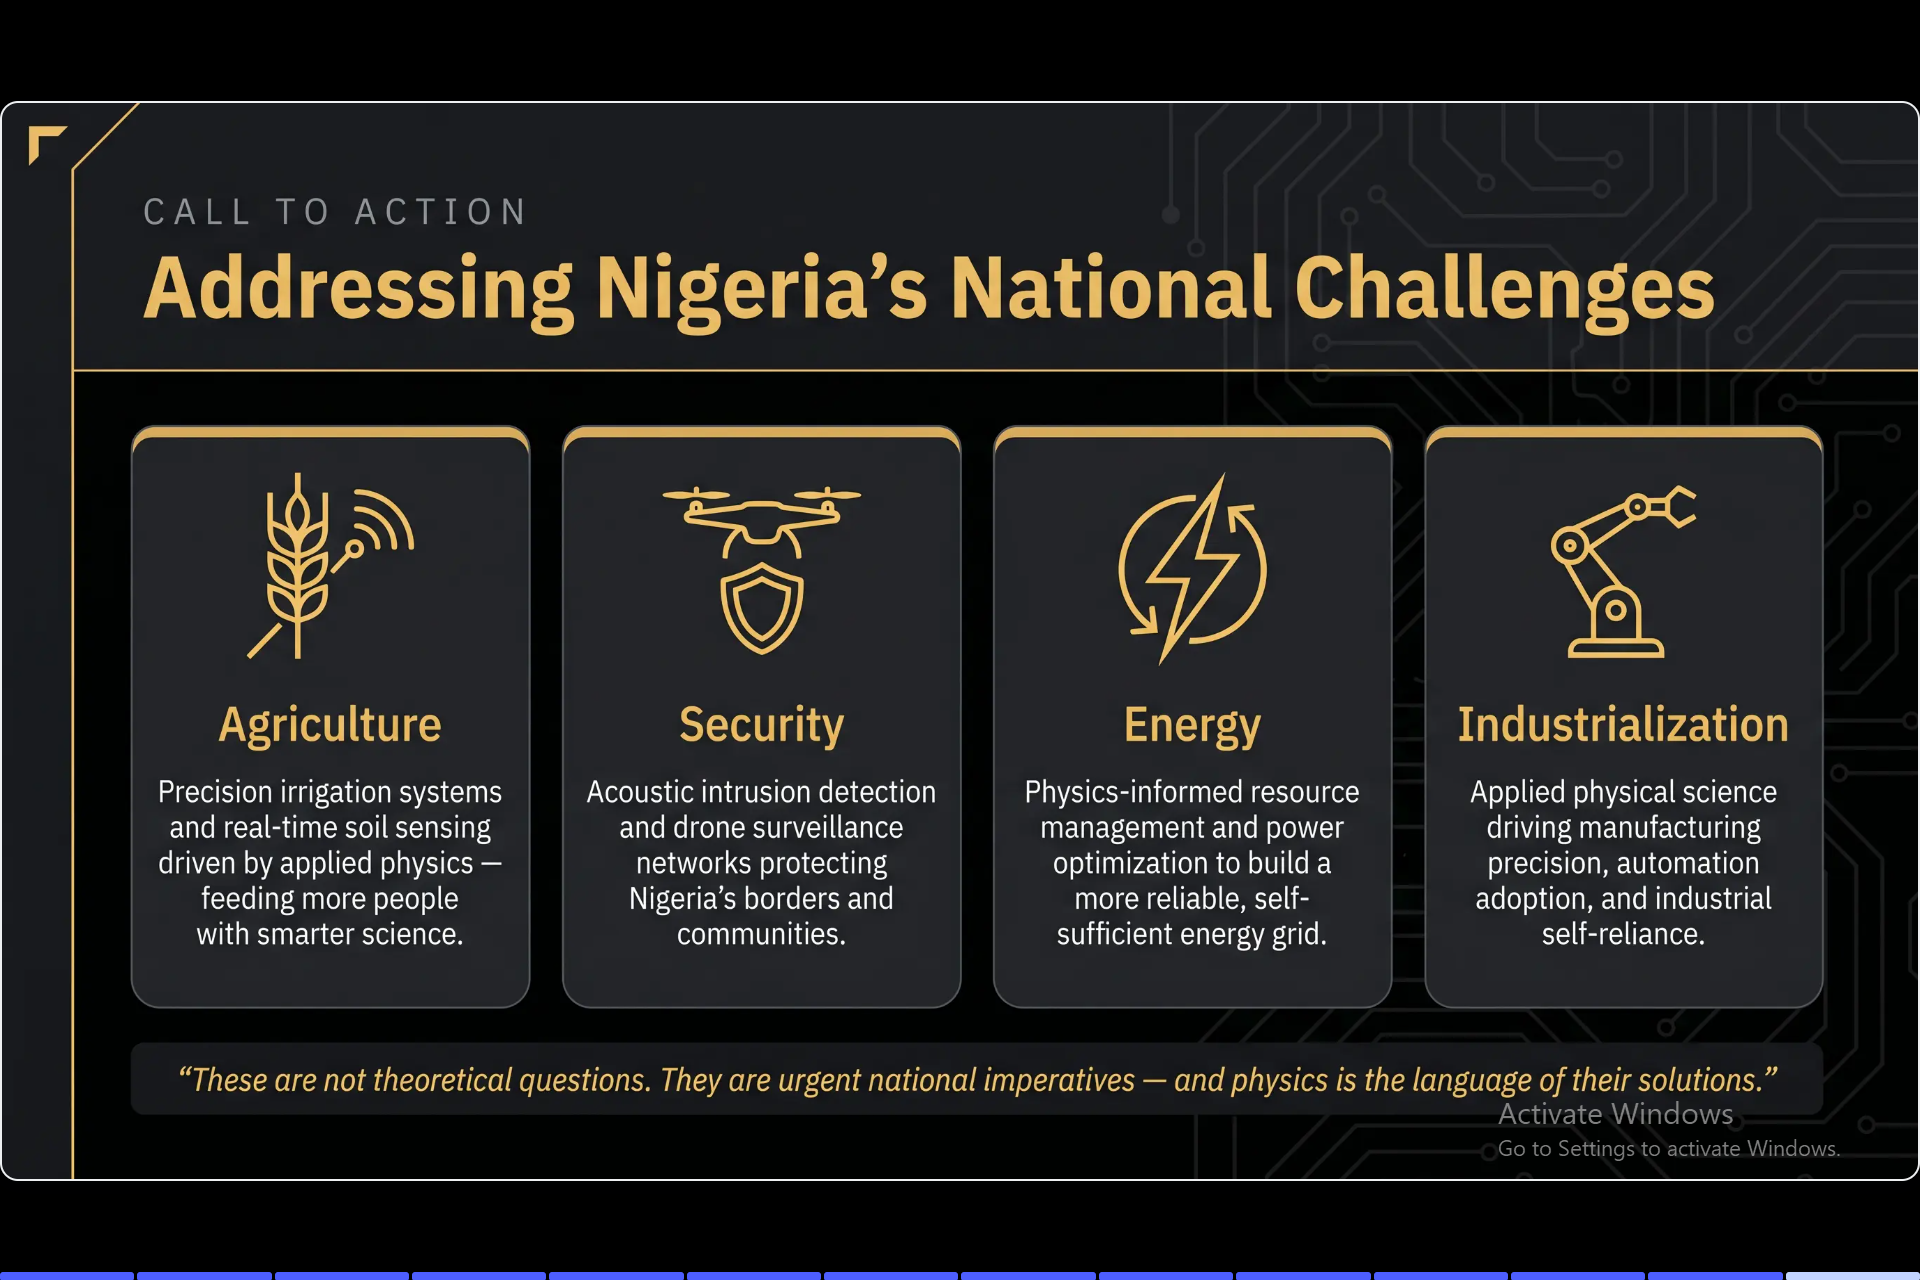 CALL TO ACTION
Addressing Nigeria’s National Challenges
Agriculture
Precision irrigation systems
and real-time soil sensing
driven by applied physics —
feeding more people
with smarter science.
Security
Acoustic intrusion detection
and drone surveillance
networks protecting
Nigeria’s borders and
communities.
Energy
Physics-informed resource
management and power
optimization to build a
more reliable, self-
sufficient energy grid.
Industrialization
Applied physical science
driving manufacturing
precision, automation
adoption, and industrial
self-reliance.
“These are not theoretical questions. They are urgent national imperatives — and physics is the language of their solutions.”
Activate Windows
Go to Settings to activate Windows.